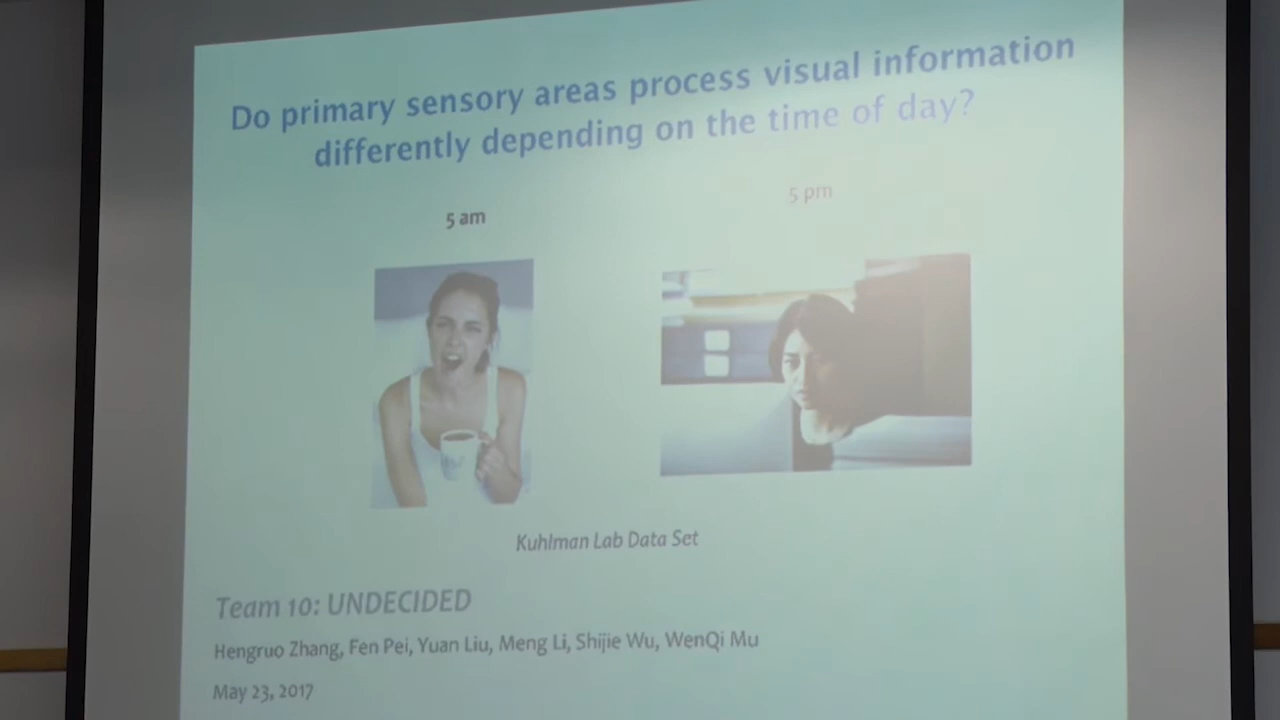 Do primary sensory areas process visual information
differently depending on the time of day?
5 am
5 pm
Kuhlman Lab Data Set
Team 10: UNDECIDED
Hengruo Zhang, Fen Pei, Yuan Liu, Meng Li, Shijie Wu, WenQi Mu
May 23, 2017